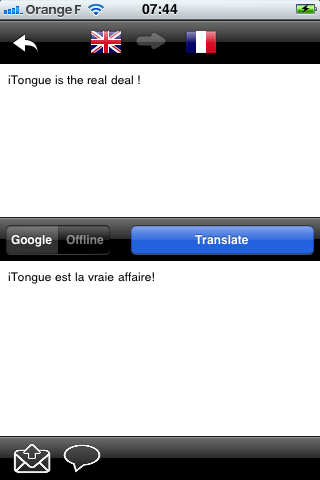 Orange F 07:44
iTongue is the real deal !
Google Offline Translate
iTongue est la vraie affaire!